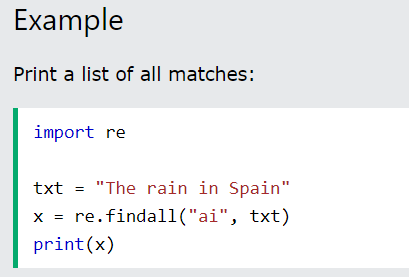 Example
Print a list of all matches:
import re
txt = "The rain in Spain"
x = re.findall("ai", txt)
print(x)